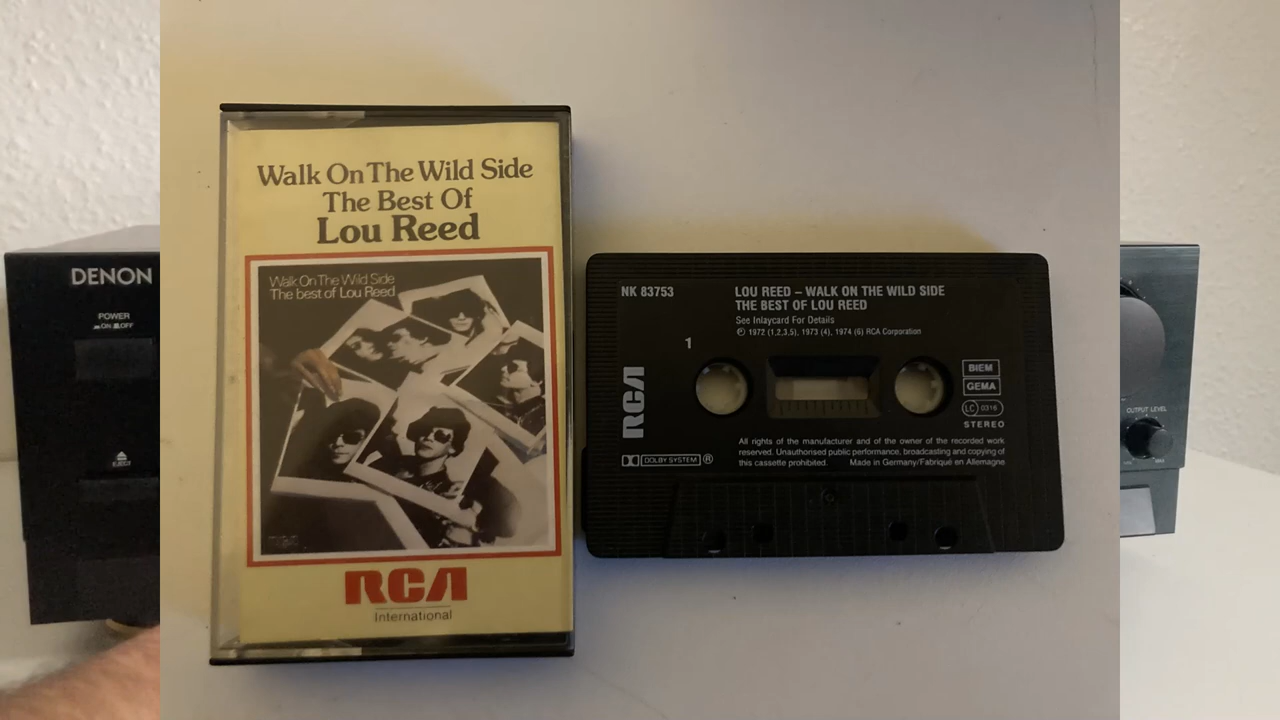 DENON
POWER
ON OFF
Walk On The Wild Side
The Best Of
Lou Reed
Walk On The Wild Side
The best of Lou Reed
RCA
International
NK 83753
LOU REED – WALK ON THE WILD SIDE
THE BEST OF LOU REED
See Inlaycard For Details
℗ 1972 (1,2,3,5), 1973 (4), 1974 (6) RCA Corporation
1
RCA
BIEM
GEMA
LC 0316
STEREO
All rights of the manufacturer and of the owner of the recorded work
reserved. Unauthorised public performance, broadcasting and copying of
this cassette prohibited. Made in Germany/Fabriqué en Allemagne
DOLBY SYSTEM ®
OUTPUT LEVEL